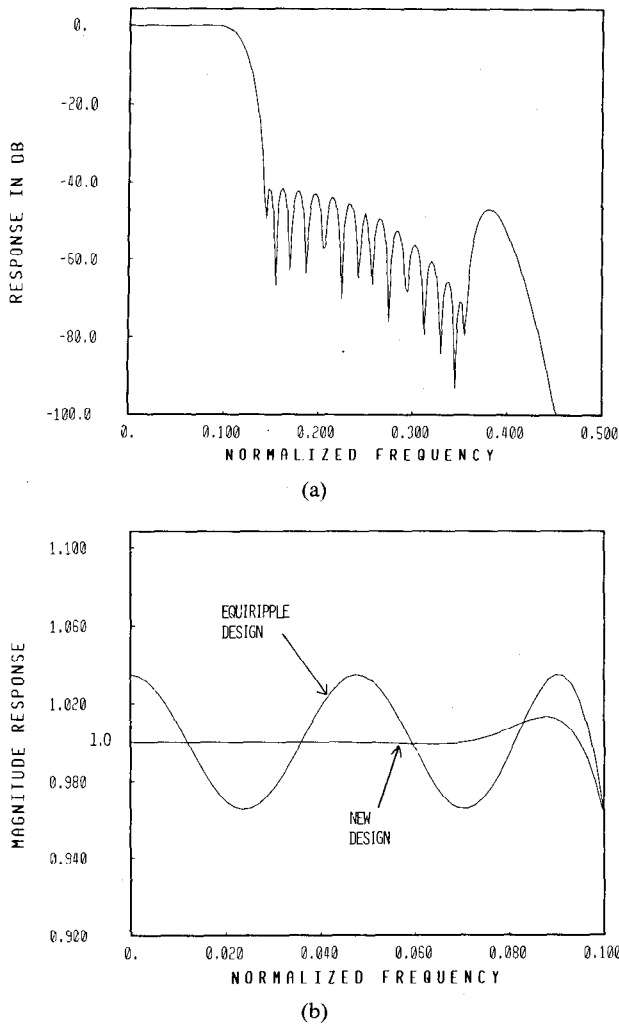 RESPONSE IN DB
0.
-20.0
-40.0
-60.0
-80.0
-100.0
0. 0.100 0.200 0.300 0.400 0.500
NORMALIZED FREQUENCY
(a)
MAGNITUDE RESPONSE
1.100
1.060
1.020
1.0
0.980
0.940
0.920
EQUIRIPPLE
DESIGN
NEW
DESIGN
0. 0.020 0.040 0.060 0.080 0.100
NORMALIZED FREQUENCY
(b)